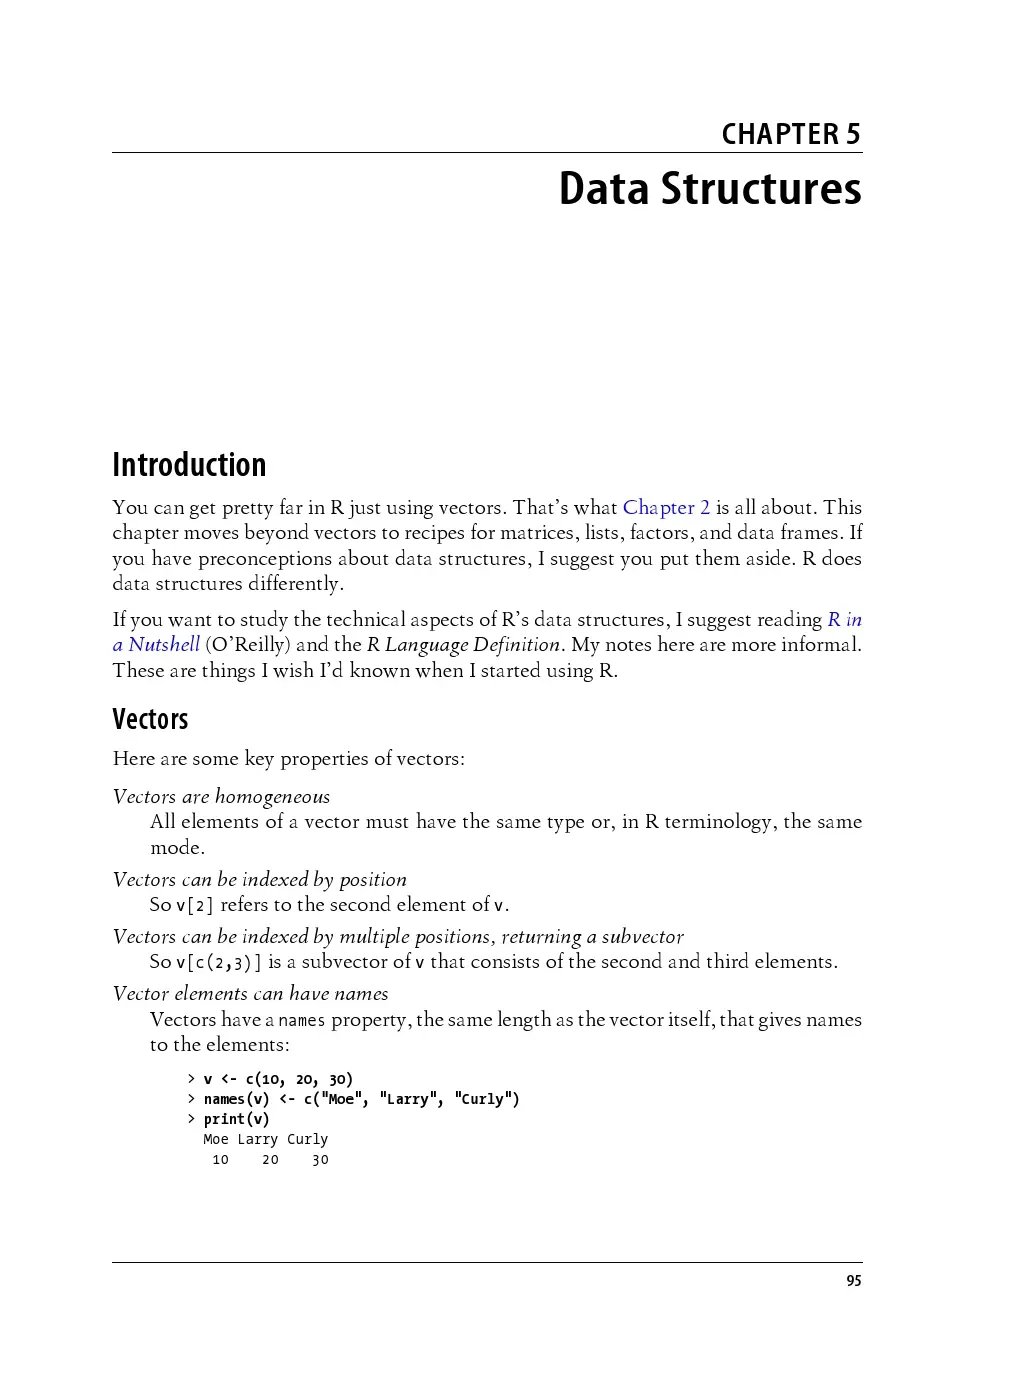 CHAPTER 5
Data Structures
Introduction
You can get pretty far in R just using vectors. That’s what Chapter 2 is all about. This
chapter moves beyond vectors to recipes for matrices, lists, factors, and data frames. If
you have preconceptions about data structures, I suggest you put them aside. R does
data structures differently.
If you want to study the technical aspects of R’s data structures, I suggest reading R in
a Nutshell (O’Reilly) and the R Language Definition. My notes here are more informal.
These are things I wish I’d known when I started using R.
Vectors
Here are some key properties of vectors:
Vectors are homogeneous
All elements of a vector must have the same type or, in R terminology, the same
mode.
Vectors can be indexed by position
So v[2] refers to the second element of v.
Vectors can be indexed by multiple positions, returning a subvector
So v[c(2,3)] is a subvector of v that consists of the second and third elements.
Vector elements can have names
Vectors have a names property, the same length as the vector itself, that gives names
to the elements:
> v <- c(10, 20, 30)
> names(v) <- c("Moe", "Larry", "Curly")
> print(v)
  Moe Larry Curly
   10    20    30
95